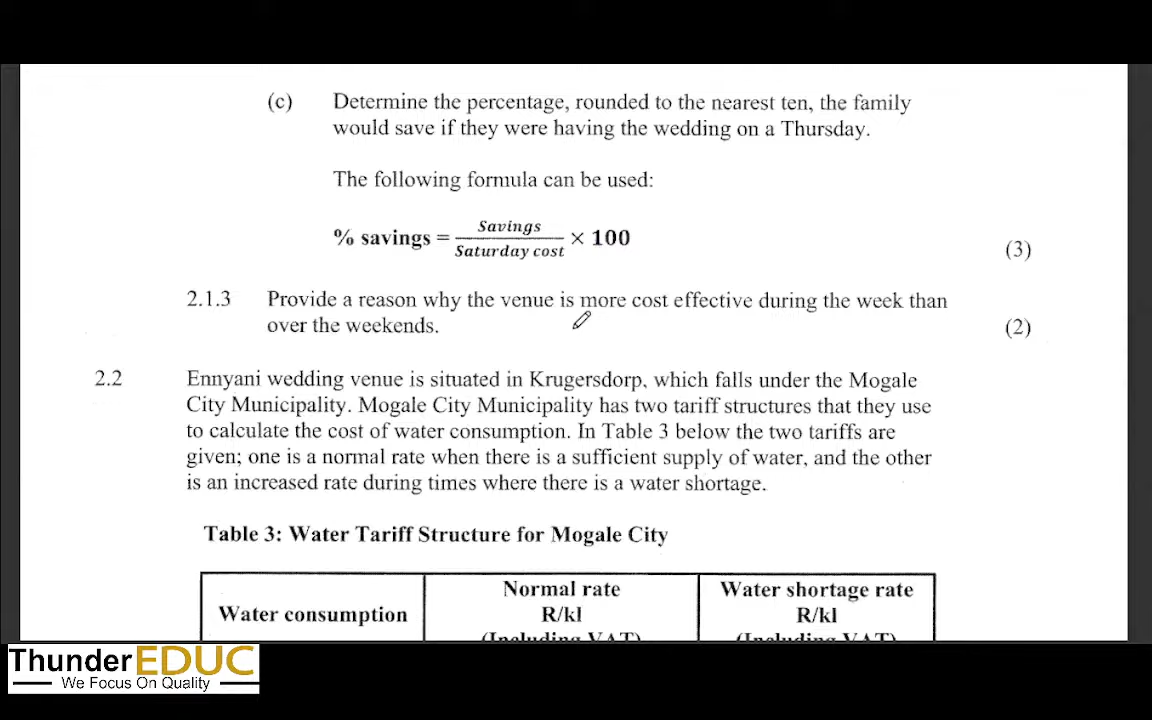 (c) Determine the percentage, rounded to the nearest ten, the family
would save if they were having the wedding on a Thursday.
The following formula can be used:
% savings = Savings / Saturday cost × 100
(3)
2.1.3 Provide a reason why the venue is more cost effective during the week than
over the weekends.
(2)
2.2 Ennyani wedding venue is situated in Krugersdorp, which falls under the Mogale
City Municipality. Mogale City Municipality has two tariff structures that they use
to calculate the cost of water consumption. In Table 3 below the two tariffs are
given; one is a normal rate when there is a sufficient supply of water, and the other
is an increased rate during times where there is a water shortage.
Table 3: Water Tariff Structure for Mogale City
Water consumption
Normal rate
R/kl
(Including VAT)
Water shortage rate
R/kl
(Including VAT)
ThunderEDUC
We Focus On Quality